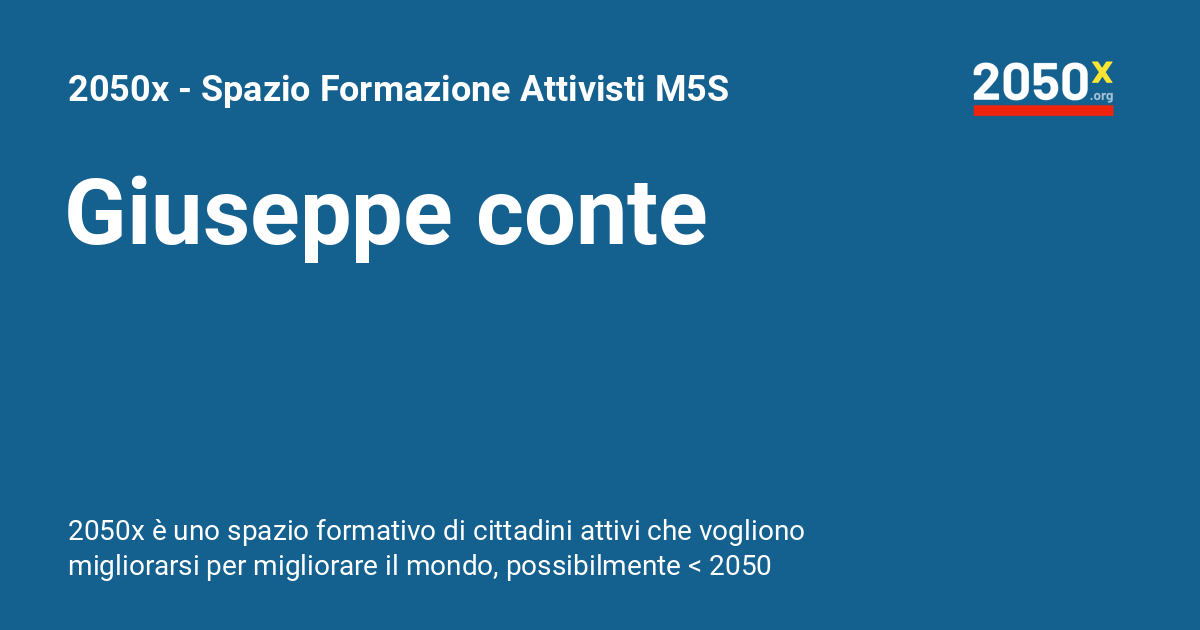 2050x - Spazio Formazione Attivisti M5S
2050x
.org
Giuseppe conte
2050x è uno spazio formativo di cittadini attivi che vogliono
migliorarsi per migliorare il mondo, possibilmente < 2050